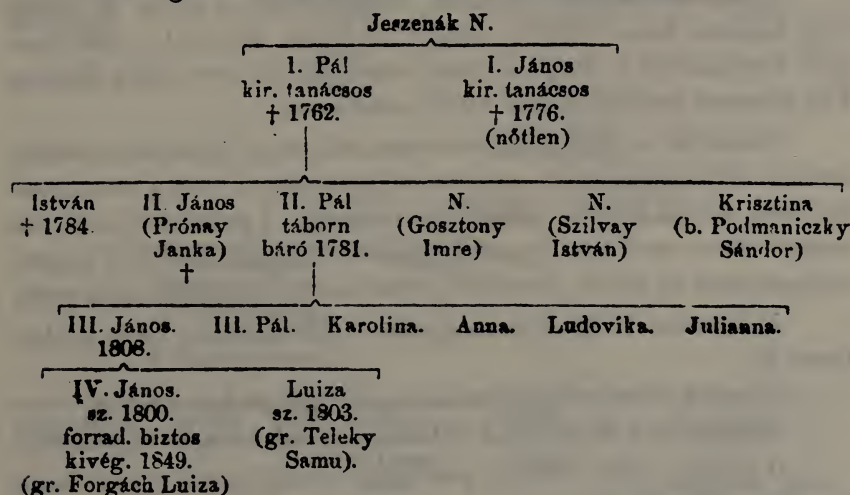 Jeszenák N.
I. Pál I. János
kir. tanácsos kir. tanácsos
† 1762. † 1776.
(nőtlen)
István II. János II. Pál N. N. Krisztina
† 1784. (Prónay táborn (Gosztony (Szilvay (b. Podmaniczky
Janka) báró 1781. Imre) István) Sándor)
†
III. János. III. Pál. Karolina. Anna. Ludovika. Julianna.
1808.
IV. János. Luiza
sz. 1800. sz. 1803.
forrad. biztos (gr. Teleky
kivég. 1849. Samu).
(gr. Forgách Luiza)